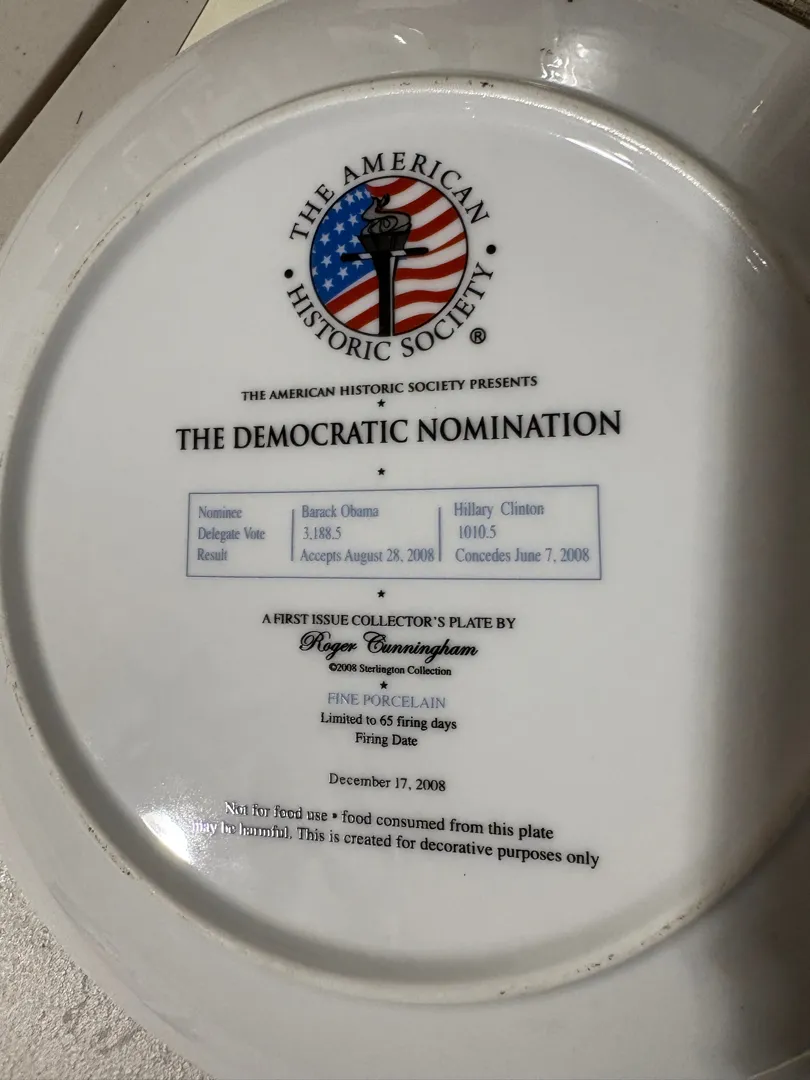 THE AMERICAN
HISTORIC SOCIETY ®
THE AMERICAN HISTORIC SOCIETY PRESENTS
THE DEMOCRATIC NOMINATION
Nominee Barack Obama Hillary Clinton
Delegate Vote 3,188.5 1010.5
Result Accepts August 28, 2008 Concedes June 7, 2008
A FIRST ISSUE COLLECTOR'S PLATE BY
Roger Cunningham
©2008 Sterlington Collection
FINE PORCELAIN
Limited to 65 firing days
Firing Date
December 17, 2008
Not for food use • food consumed from this plate
may be harmful. This is created for decorative purposes only